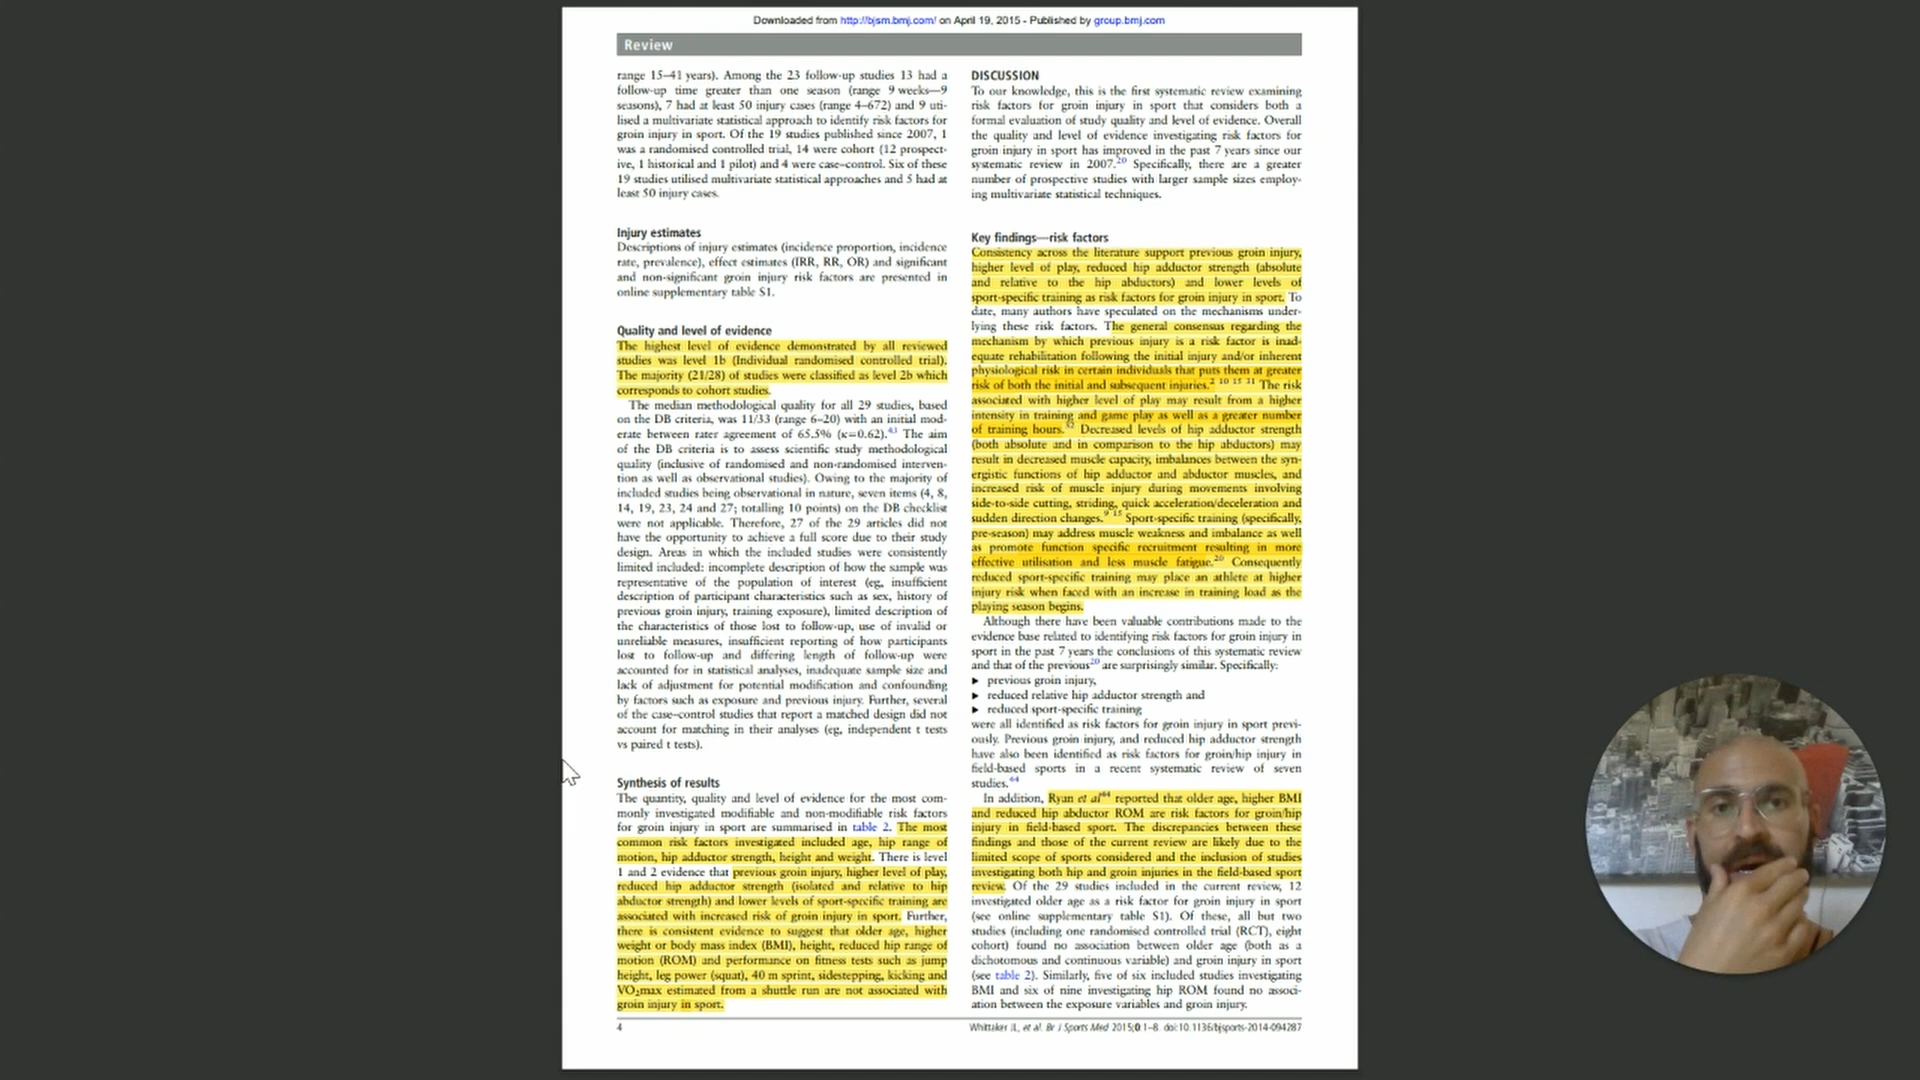 Downloaded from http://bjsm.bmj.com/ on April 19, 2015 - Published by group.bmj.com
Review
range 15–41 years). Among the 23 follow-up studies 13 had a
follow-up time greater than one season (range 9 weeks—9
seasons), 7 had at least 50 injury cases (range 4–672) and 9 uti-
lised a multivariate statistical approach to identify risk factors for
groin injury in sport. Of the 19 studies published since 2007, 1
was a randomised controlled trial, 14 were cohort (12 prospect-
ive, 1 historical and 1 pilot) and 4 were case–control. Six of these
19 studies utilised multivariate statistical approaches and 5 had at
least 50 injury cases.
Injury estimates
Descriptions of injury estimates (incidence proportion, incidence
rate, prevalence), effect estimates (IRR, RR, OR) and significant
and non-significant groin injury risk factors are presented in
online supplementary table S1.
Quality and level of evidence
The highest level of evidence demonstrated by all reviewed
studies was level 1b (Individual randomised controlled trial).
The majority (21/28) of studies were classified as level 2b which
corresponds to cohort studies.
The median methodological quality for all 29 studies, based
on the DB criteria, was 11/33 (range 6–20) with an initial mod-
erate between rater agreement of 65.5% (κ=0.62).43 The aim
of the DB criteria is to assess scientific study methodological
quality (inclusive of randomised and non-randomised interven-
tion as well as observational studies). Owing to the majority of
included studies being observational in nature, seven items (4, 8,
14, 19, 23, 24 and 27; totalling 10 points) on the DB checklist
were not applicable. Therefore, 27 of the 29 articles did not
have the opportunity to achieve a full score due to their study
design. Areas in which the included studies were consistently
limited included: incomplete description of how the sample was
representative of the population of interest (eg, insufficient
description of participant characteristics such as sex, history of
previous groin injury, training exposure), limited description of
the characteristics of those lost to follow-up, use of invalid or
unreliable measures, insufficient reporting of how participants
lost to follow-up and differing length of follow-up were
accounted for in statistical analyses, inadequate sample size and
lack of adjustment for potential modification and confounding
by factors such as exposure and previous injury. Further, several
of the case–control studies that report a matched design did not
account for matching in their analyses (eg, independent t tests
vs paired t tests).
Synthesis of results
The quantity, quality and level of evidence for the most com-
monly investigated modifiable and non-modifiable risk factors
for groin injury in sport are summarised in table 2. The most
common risk factors investigated included age, hip range of
motion, hip adductor strength, height and weight. There is level
1 and 2 evidence that previous groin injury, higher level of play,
reduced hip adductor strength (isolated and relative to hip
abductor strength) and lower levels of sport-specific training are
associated with increased risk of groin injury in sport. Further,
there is consistent evidence to suggest that older age, higher
weight or body mass index (BMI), height, reduced hip range of
motion (ROM) and performance on fitness tests such as jump
height, leg power (squat), 40 m sprint, sidestepping, kicking and
VO2max estimated from a shuttle run are not associated with
groin injury in sport.
DISCUSSION
To our knowledge, this is the first systematic review examining
risk factors for groin injury in sport that considers both a
formal evaluation of study quality and level of evidence. Overall
the quality and level of evidence investigating risk factors for
groin injury in sport has improved in the past 7 years since our
systematic review in 2007.20 Specifically, there are a greater
number of prospective studies with larger sample sizes employ-
ing multivariate statistical techniques.
Key findings—risk factors
Consistency across the literature support previous groin injury,
higher level of play, reduced hip adductor strength (absolute
and relative to the hip abductors) and lower levels of
sport-specific training as risk factors for groin injury in sport. To
date, many authors have speculated on the mechanisms under-
lying these risk factors. The general consensus regarding the
mechanism by which previous injury is a risk factor is inad-
equate rehabilitation following the initial injury and/or inherent
physiological risk in certain individuals that puts them at greater
risk of both the initial and subsequent injuries.2 10 15 31 The risk
associated with higher level of play may result from a higher
intensity in training and game play as well as a greater number
of training hours.32 Decreased levels of hip adductor strength
(both absolute and in comparison to the hip abductors) may
result in decreased muscle capacity, imbalances between the syn-
ergistic functions of hip adductor and abductor muscles, and
increased risk of muscle injury during movements involving
side-to-side cutting, striding, quick acceleration/deceleration and
sudden direction changes.9 15 Sport-specific training (specifically,
pre-season) may address muscle weakness and imbalance as well
as promote function specific recruitment resulting in more
effective utilisation and less muscle fatigue.20 Consequently
reduced sport-specific training may place an athlete at higher
injury risk when faced with an increase in training load as the
playing season begins.
Although there have been valuable contributions made to the
evidence base related to identifying risk factors for groin injury in
sport in the past 7 years the conclusions of this systematic review
and that of the previous20 are surprisingly similar. Specifically:
▸ previous groin injury,
▸ reduced relative hip adductor strength and
▸ reduced sport-specific training
were all identified as risk factors for groin injury in sport previ-
ously. Previous groin injury, and reduced hip adductor strength
have also been identified as risk factors for groin/hip injury in
field-based sports in a recent systematic review of seven
studies.44
In addition, Ryan et al44 reported that older age, higher BMI
and reduced hip abductor ROM are risk factors for groin/hip
injury in field-based sport. The discrepancies between these
findings and those of the current review are likely due to the
limited scope of sports considered and the inclusion of studies
investigating both hip and groin injuries in the field-based sport
review. Of the 29 studies included in the current review, 12
investigated older age as a risk factor for groin injury in sport
(see online supplementary table S1). Of these, all but two
studies (including one randomised controlled trial (RCT), eight
cohort) found no association between older age (both as a
dichotomous and continuous variable) and groin injury in sport
(see table 2). Similarly, five of six included studies investigating
BMI and six of nine investigating hip ROM found no associ-
ation between the exposure variables and groin injury.
4
Whittaker JL, et al. Br J Sports Med 2015;0:1–8. doi:10.1136/bjsports-2014-094287